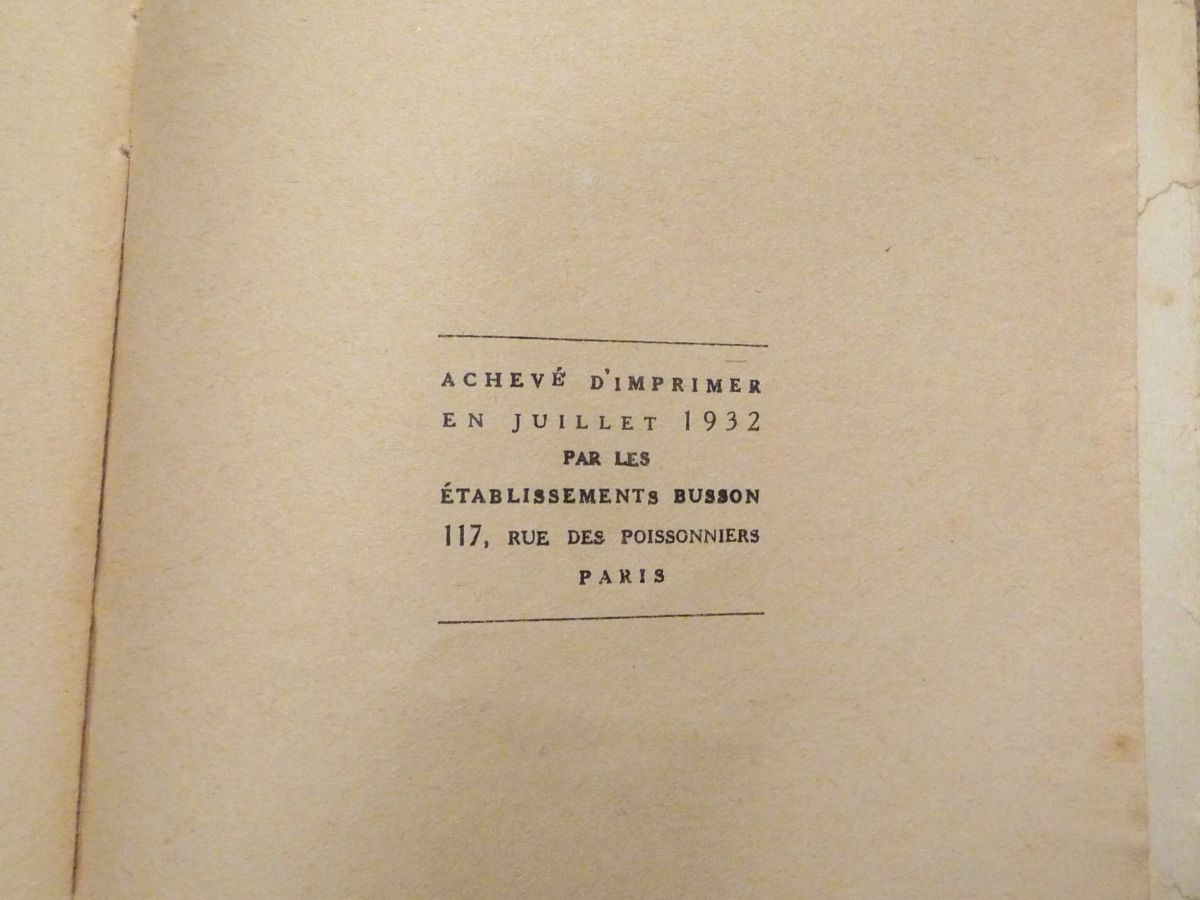 ACHEVÉ D'IMPRIMER
EN JUILLET 1932
PAR LES
ÉTABLISSEMENTS BUSSON
117, RUE DES POISSONNIERS
PARIS